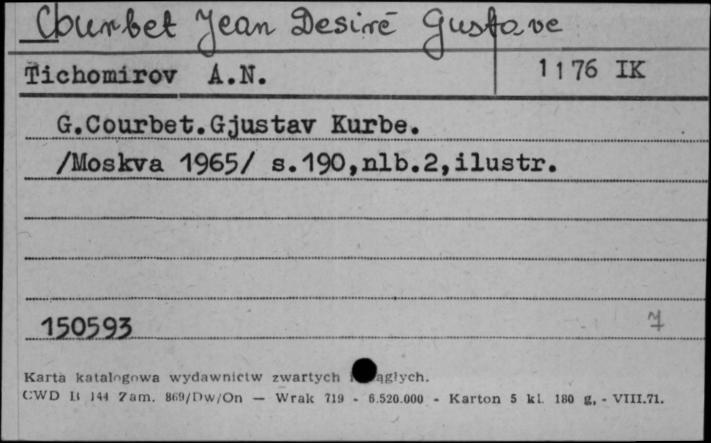 Courbet Jean Desiré Gustave
Tichomirov A.N. 1176 IK
G.Courbet.Gjustav Kurbe.
/Moskva 1965/ s.190,nlb.2,ilustr.
150593
Karta katalogowa wydawnictw zwartych
CWD B 144 Zam. 869/Dw/On — Wrak 719 - 6.520.000 - Karton 5 kl. 180 g, - VIII.71.